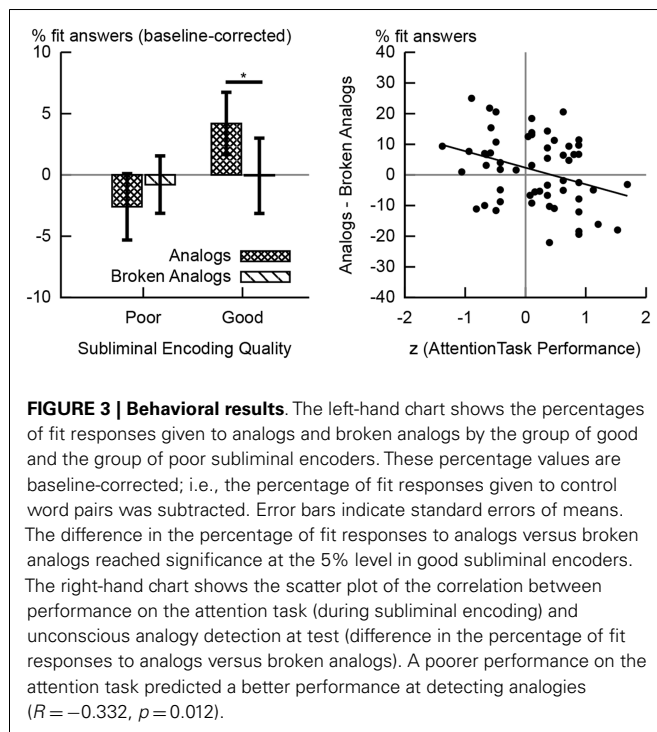 % fit answers (baseline-corrected)
10
5
0
-5
-10
*
Analogs
Broken Analogs
Poor Good
Subliminal Encoding Quality
% fit answers
Analogs - Broken Analogs
40
30
20
10
0
-10
-20
-30
40
-2 -1 0 1 2
z (AttentionTask Performance)
FIGURE 3 | Behavioral results. The left-hand chart shows the percentages
of fit responses given to analogs and broken analogs by the group of good
and the group of poor subliminal encoders. These percentage values are
baseline-corrected; i.e., the percentage of fit responses given to control
word pairs was subtracted. Error bars indicate standard errors of means.
The difference in the percentage of fit responses to analogs versus broken
analogs reached significance at the 5% level in good subliminal encoders.
The right-hand chart shows the scatter plot of the correlation between
performance on the attention task (during subliminal encoding) and
unconscious analogy detection at test (difference in the percentage of fit
responses to analogs versus broken analogs). A poorer performance on the
attention task predicted a better performance at detecting analogies
(R = −0.332, p = 0.012).